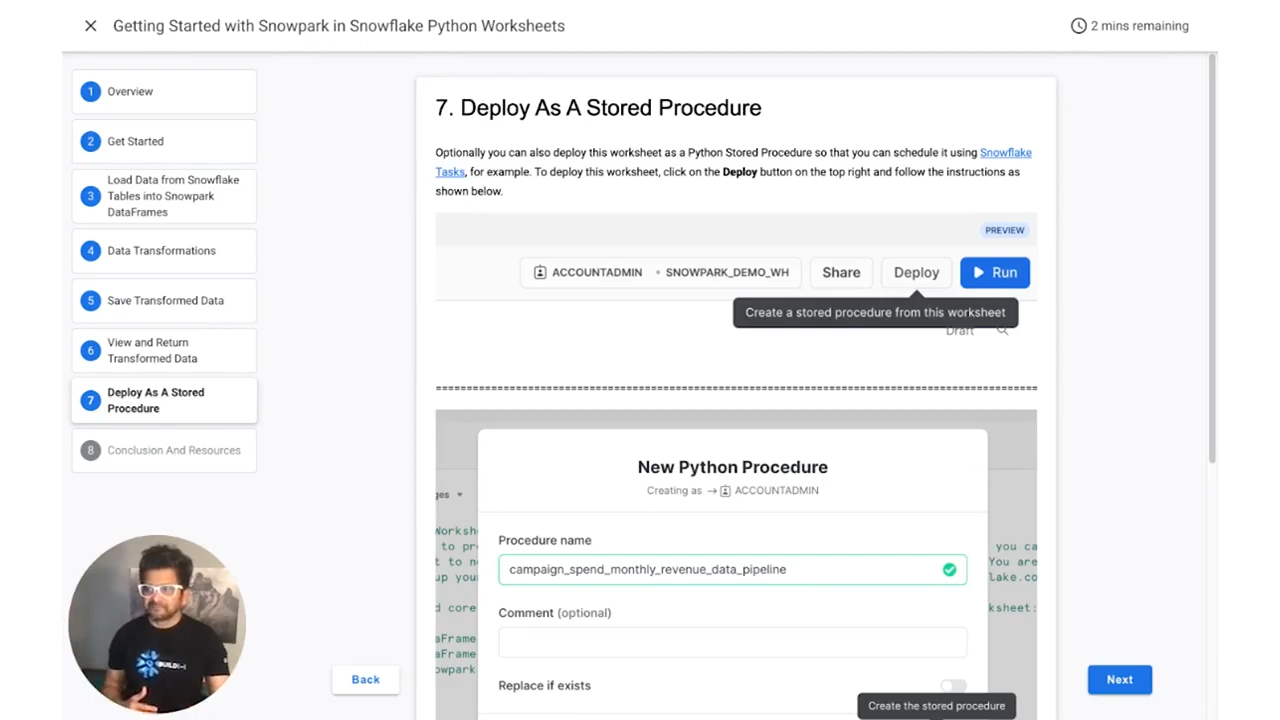 Getting Started with Snowpark in Snowflake Python Worksheets
2 mins remaining
1 Overview
2 Get Started
3 Load Data from Snowflake
Tables into Snowpark
DataFrames
4 Data Transformations
5 Save Transformed Data
6 View and Return
Transformed Data
7 Deploy As A Stored
Procedure
8 Conclusion And Resources
7. Deploy As A Stored Procedure
Optionally you can also deploy this worksheet as a Python Stored Procedure so that you can schedule it using Snowflake
Tasks, for example. To deploy this worksheet, click on the Deploy button on the top right and follow the instructions as
shown below.
PREVIEW
ACCOUNTADMIN • SNOWPARK_DEMO_WH
Share
Deploy
Run
Create a stored procedure from this worksheet
Draft
New Python Procedure
Creating as → ACCOUNTADMIN
Procedure name
campaign_spend_monthly_revenue_data_pipeline
Comment (optional)
Replace if exists
Create the stored procedure
BUILD
Back
Next